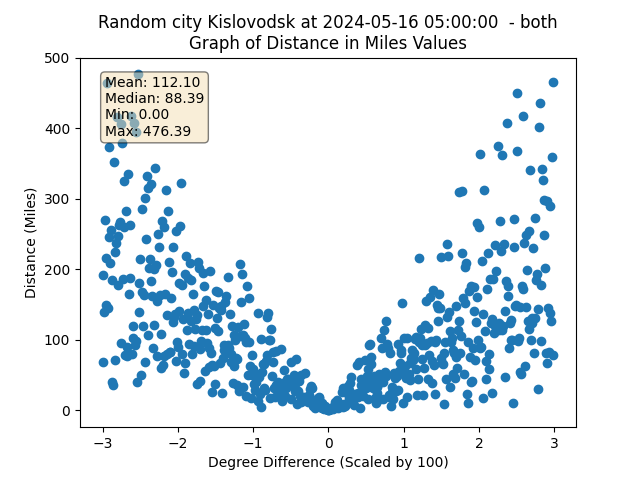 Random city Kislovodsk at 2024-05-16 05:00:00  - both
Graph of Distance in Miles Values
500
400
300
200
100
0
Mean: 112.10
Median: 88.39
Min: 0.00
Max: 476.39
Distance (Miles)
−3
−2
−1
0
1
2
3
Degree Difference (Scaled by 100)